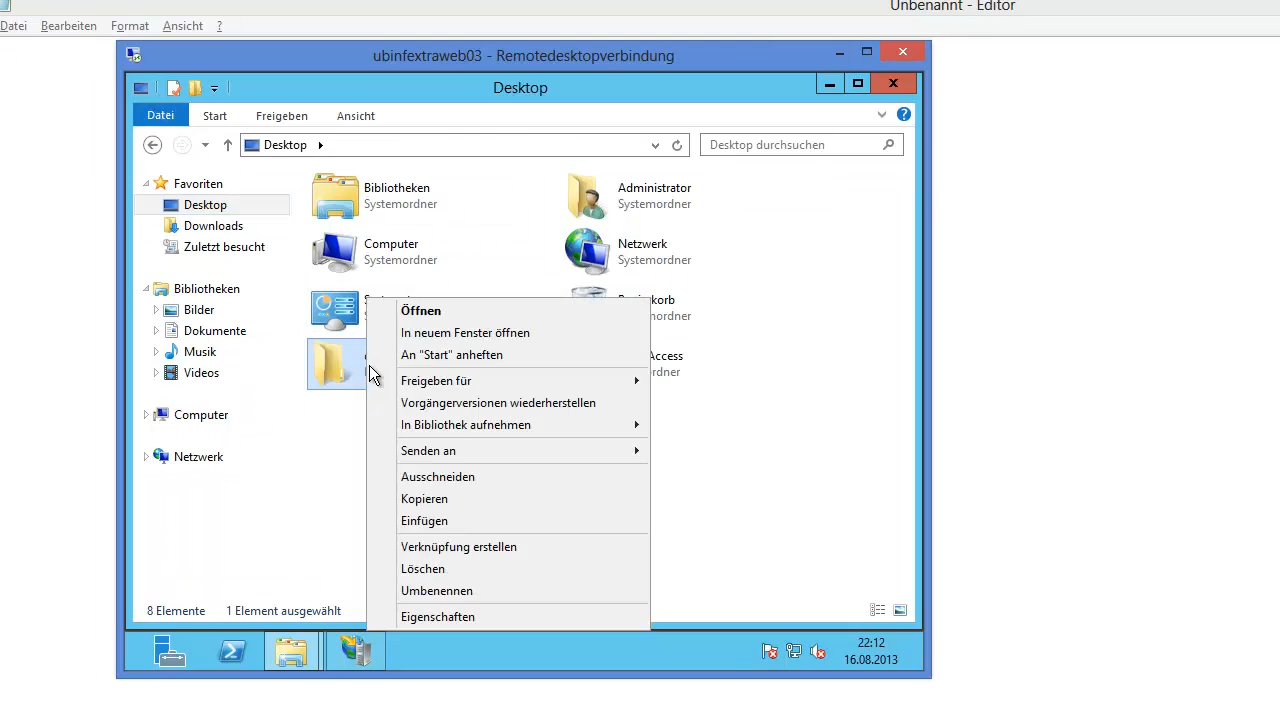 Unbenannt - Editor
Datei Bearbeiten Format Ansicht ?
ubinfextraweb03 - Remotedesktopverbindung
Desktop
Datei Start Freigeben Ansicht
Desktop
Desktop durchsuchen
Favoriten
Desktop
Downloads
Zuletzt besucht
Bibliotheken
Bilder
Dokumente
Musik
Videos
Computer
Netzwerk
Bibliotheken
Systemordner
Administrator
Systemordner
Computer
Systemordner
Netzwerk
Systemordner
Access
Öffnen
In neuem Fenster öffnen
An "Start" anheften
Freigeben für
Vorgängerversionen wiederherstellen
In Bibliothek aufnehmen
Senden an
Ausschneiden
Kopieren
Einfügen
Verknüpfung erstellen
Löschen
Umbenennen
Eigenschaften
8 Elemente 1 Element ausgewählt
22:12
16.08.2013